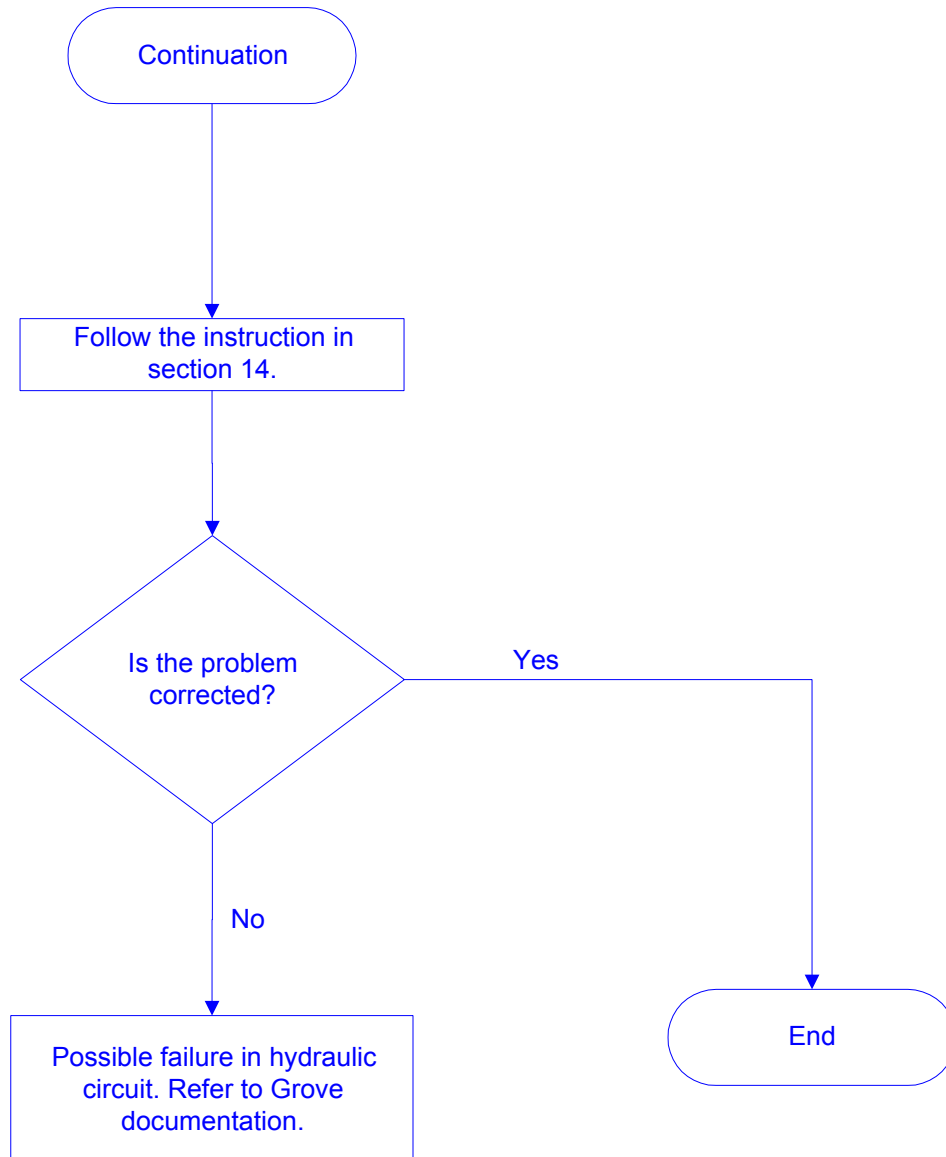 Continuation
Follow the instruction in
section 14.
Is the problem
corrected?
Yes
No
End
Possible failure in hydraulic
circuit. Refer to Grove
documentation.